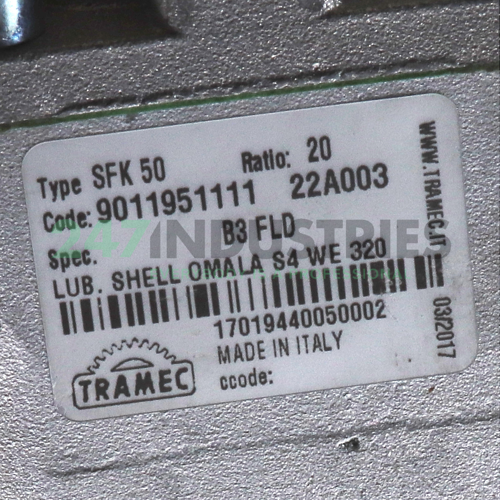 Type SFK 50 Ratio: 20
Code: 9011951111 22A003
Spec. B3 FLD
LUB. SHELL OMALA S4 WE 320
17019440050002
MADE IN ITALY
ccode:
TRAMEC
WWW.TRAMEC.IT
03/2017
247INDUSTRIES